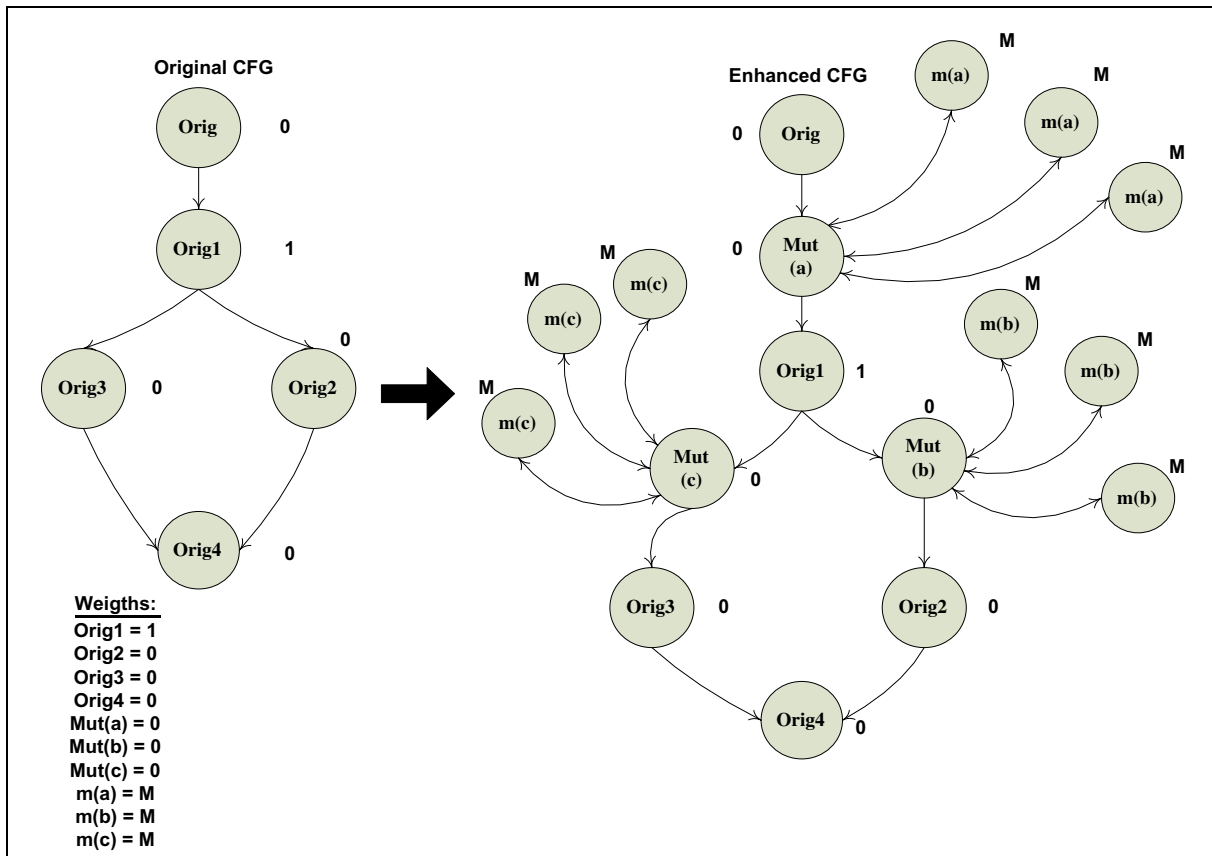 Original CFG
Orig
0
Orig1
1
Orig3
0
Orig2
0
Orig4
0
Weigths:
Orig1 = 1
Orig2 = 0
Orig3 = 0
Orig4 = 0
Mut(a) = 0
Mut(b) = 0
Mut(c) = 0
m(a) = M
m(b) = M
m(c) = M
Enhanced CFG
0
Orig
M
m(a)
M
m(a)
M
m(a)
0
Mut
(a)
M
m(c)
M
m(c)
M
m(c)
Orig1
1
M
m(b)
M
m(b)
M
m(b)
Mut
(c)
0
0
Mut
(b)
Orig3
0
Orig2
0
Orig4
0